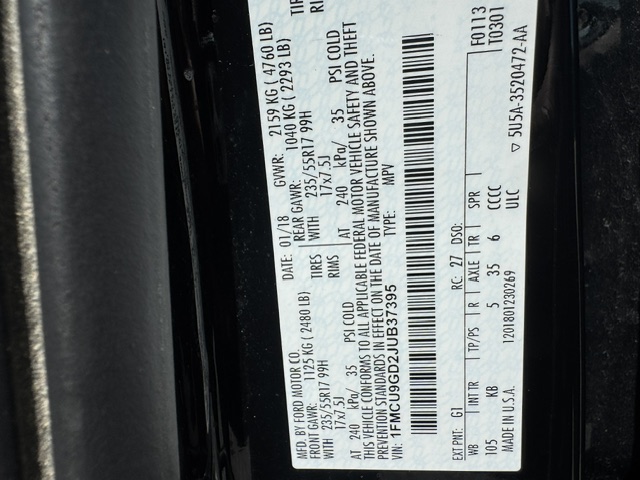 MFD. BY FORD MOTOR CO.
DATE: 01/18 GVWR: 2159 KG ( 4760 LB)
FRONT GAWR: 1125 KG ( 2480 LB) REAR GAWR: 1040 KG ( 2293 LB)
WITH 235/55R17 99H TIRES WITH 235/55R17 99H TIR
17x7.5J RIMS 17x7.5J RIM
AT 240 kPa/ 35 PSI COLD AT 240 kPa/ 35 PSI COLD
THIS VEHICLE CONFORMS TO ALL APPLICABLE FEDERAL MOTOR VEHICLE SAFETY AND THEFT
PREVENTION STANDARDS IN EFFECT ON THE DATE OF MANUFACTURE SHOWN ABOVE.
VIN: 1FMCU9GD2JUB37395 TYPE: MPV
F0113
T0301
EXT PNT: G1 RC: 27 DSO:
WB INT TR TP/PS R AXLE TR SPR
105 KB 5 35 6 CCCC
MADE IN U.S.A. 1201801230269 ULC
▽ 5U5A-3520472-AA